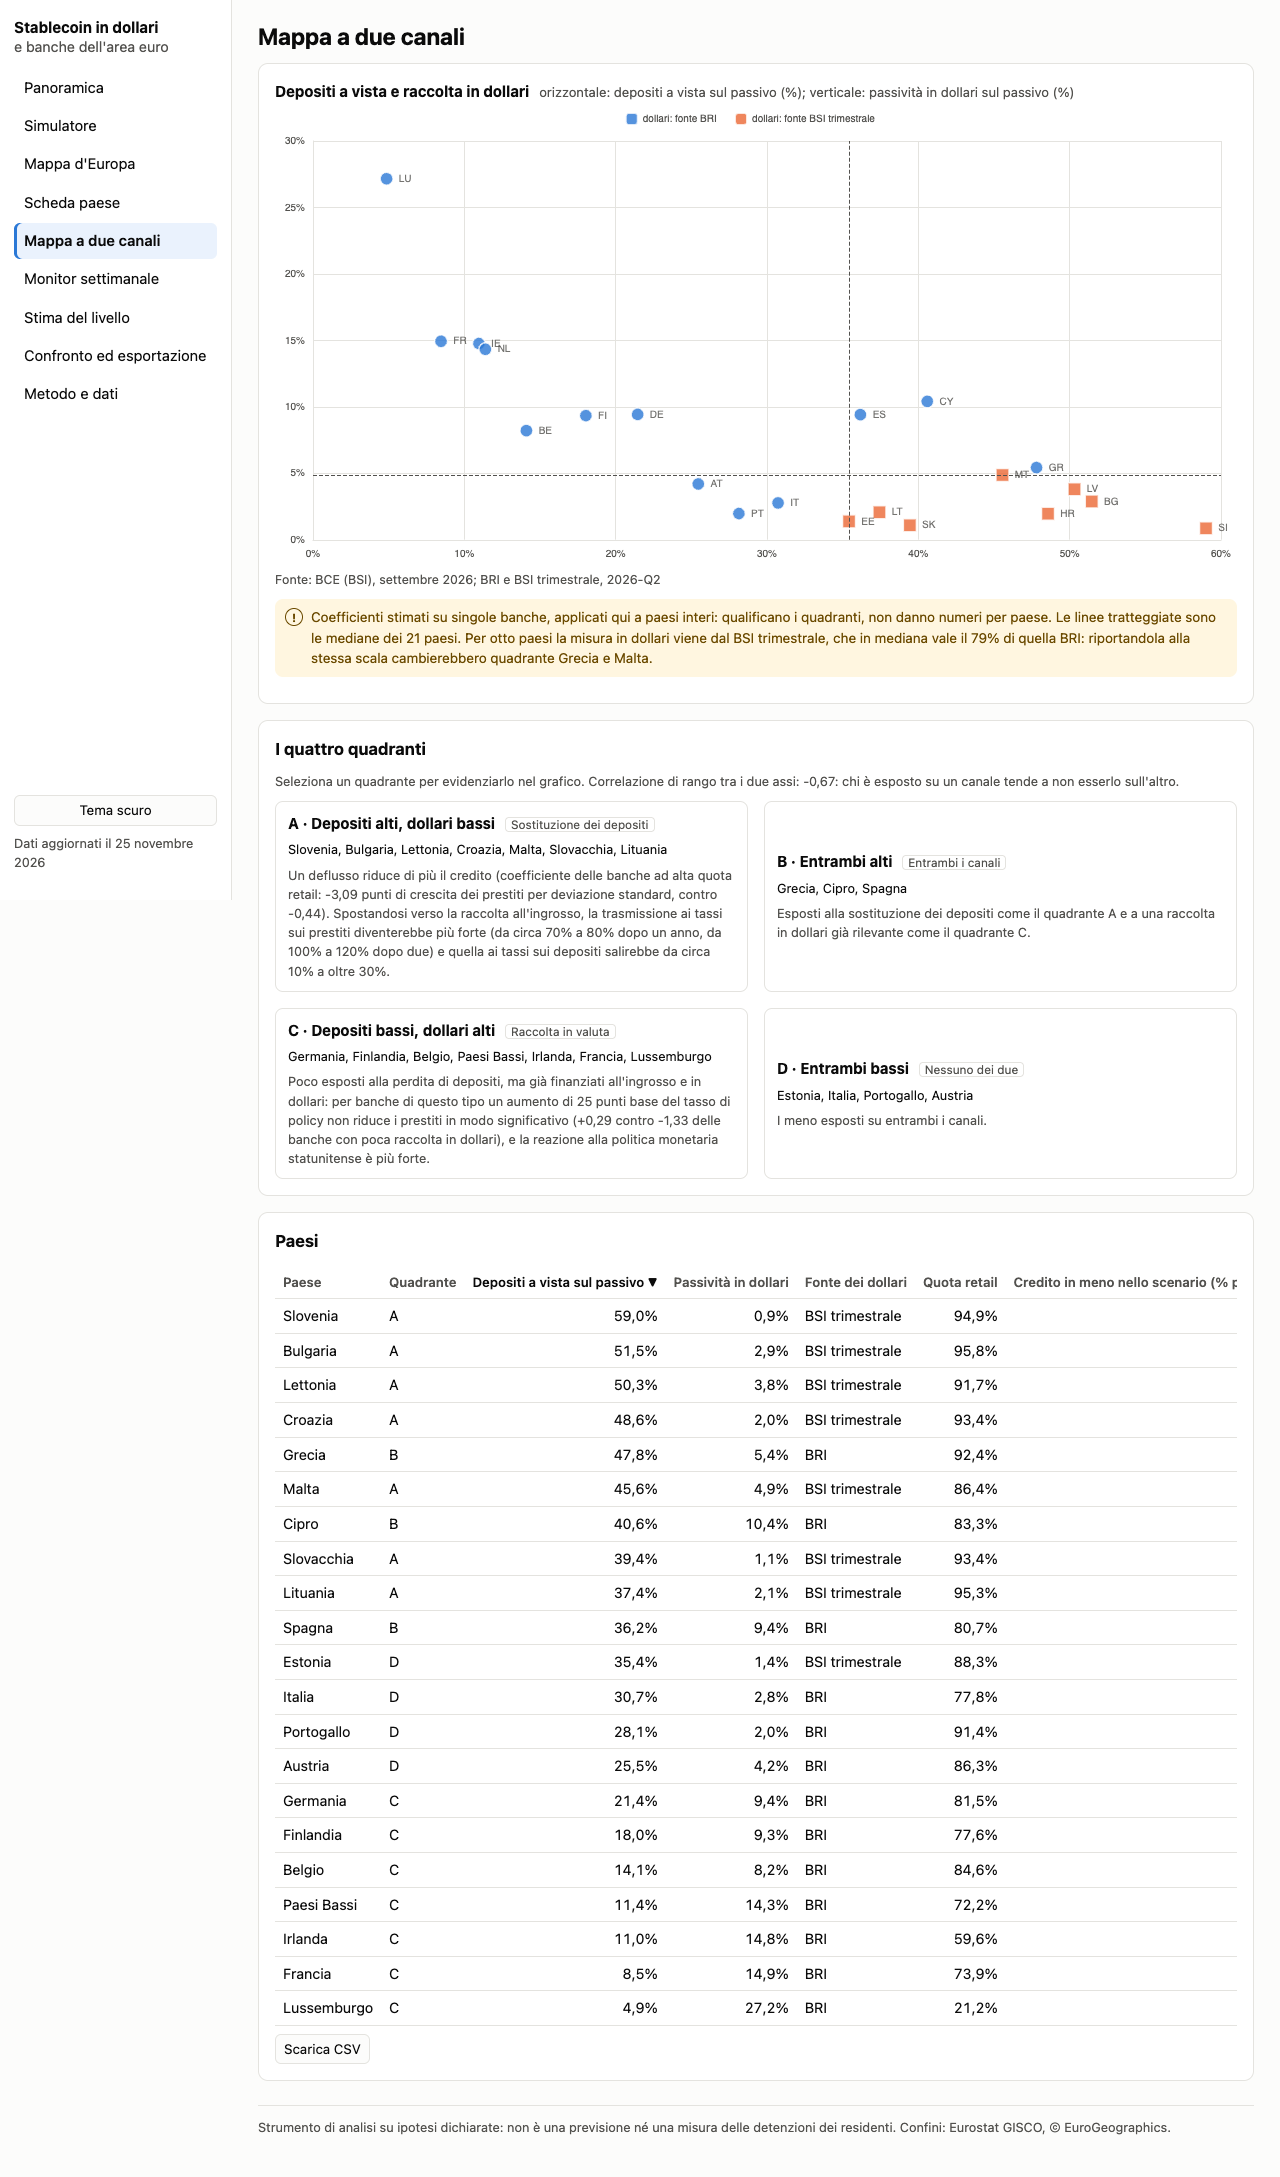 Stablecoin in dollari
e banche dell'area euro
Panoramica
Simulatore
Mappa d'Europa
Scheda paese
Mappa a due canali
Monitor settimanale
Stima del livello
Confronto ed esportazione
Metodo e dati
Tema scuro
Dati aggiornati il 25 novembre
2026
Mappa a due canali
Depositi a vista e raccolta in dollari orizzontale: depositi a vista sul passivo (%); verticale: passività in dollari sul passivo (%)
dollari: fonte BRI dollari: fonte BSI trimestrale
30%
LU
25%
20%
15%
FR IE
NL
10%
CY
FI DE ES
BE
5%
GR
MT
AT LV
IT BG
PT LT HR
EE SK SI
0%
0% 10% 20% 30% 40% 50% 60%
Fonte: BCE (BSI), settembre 2026; BRI e BSI trimestrale, 2026-Q2
! Coefficienti stimati su singole banche, applicati qui a paesi interi: qualificano i quadranti, non danno numeri per paese. Le linee tratteggiate sono
le mediane dei 21 paesi. Per otto paesi la misura in dollari viene dal BSI trimestrale, che in mediana vale il 79% di quella BRI: riportandola alla
stessa scala cambierebbero quadrante Grecia e Malta.
I quattro quadranti
Seleziona un quadrante per evidenziarlo nel grafico. Correlazione di rango tra i due assi: -0,67: chi è esposto su un canale tende a non esserlo sull'altro.
A · Depositi alti, dollari bassi Sostituzione dei depositi
Slovenia, Bulgaria, Lettonia, Croazia, Malta, Slovacchia, Lituania
Un deflusso riduce di più il credito (coefficiente delle banche ad alta quota
retail: -3,09 punti di crescita dei prestiti per deviazione standard, contro
-0,44). Spostandosi verso la raccolta all'ingrosso, la trasmissione ai tassi
sui prestiti diventerebbe più forte (da circa 70% a 80% dopo un anno, da
100% a 120% dopo due) e quella ai tassi sui depositi salirebbe da circa
10% a oltre 30%.
B · Entrambi alti Entrambi i canali
Grecia, Cipro, Spagna
Esposti alla sostituzione dei depositi come il quadrante A e a una raccolta
in dollari già rilevante come il quadrante C.
C · Depositi bassi, dollari alti Raccolta in valuta
Germania, Finlandia, Belgio, Paesi Bassi, Irlanda, Francia, Lussemburgo
Poco esposti alla perdita di depositi, ma già finanziati all'ingrosso e in
dollari: per banche di questo tipo un aumento di 25 punti base del tasso di
policy non riduce i prestiti in modo significativo (+0,29 contro -1,33 delle
banche con poca raccolta in dollari), e la reazione alla politica monetaria
statunitense è più forte.
D · Entrambi bassi Nessuno dei due
Estonia, Italia, Portogallo, Austria
I meno esposti su entrambi i canali.
Paesi
Paese Quadrante Depositi a vista sul passivo ▼ Passività in dollari Fonte dei dollari Quota retail Credito in meno nello scenario (% p
Slovenia A 59,0% 0,9% BSI trimestrale 94,9%
Bulgaria A 51,5% 2,9% BSI trimestrale 95,8%
Lettonia A 50,3% 3,8% BSI trimestrale 91,7%
Croazia A 48,6% 2,0% BSI trimestrale 93,4%
Grecia B 47,8% 5,4% BRI 92,4%
Malta A 45,6% 4,9% BSI trimestrale 86,4%
Cipro B 40,6% 10,4% BRI 83,3%
Slovacchia A 39,4% 1,1% BSI trimestrale 93,4%
Lituania A 37,4% 2,1% BSI trimestrale 95,3%
Spagna B 36,2% 9,4% BRI 80,7%
Estonia D 35,4% 1,4% BSI trimestrale 88,3%
Italia D 30,7% 2,8% BRI 77,8%
Portogallo D 28,1% 2,0% BRI 91,4%
Austria D 25,5% 4,2% BRI 86,3%
Germania C 21,4% 9,4% BRI 81,5%
Finlandia C 18,0% 9,3% BRI 77,6%
Belgio C 14,1% 8,2% BRI 84,6%
Paesi Bassi C 11,4% 14,3% BRI 72,2%
Irlanda C 11,0% 14,8% BRI 59,6%
Francia C 8,5% 14,9% BRI 73,9%
Lussemburgo C 4,9% 27,2% BRI 21,2%
Scarica CSV
Strumento di analisi su ipotesi dichiarate: non è una previsione né una misura delle detenzioni dei residenti. Confini: Eurostat GISCO, © EuroGeographics.